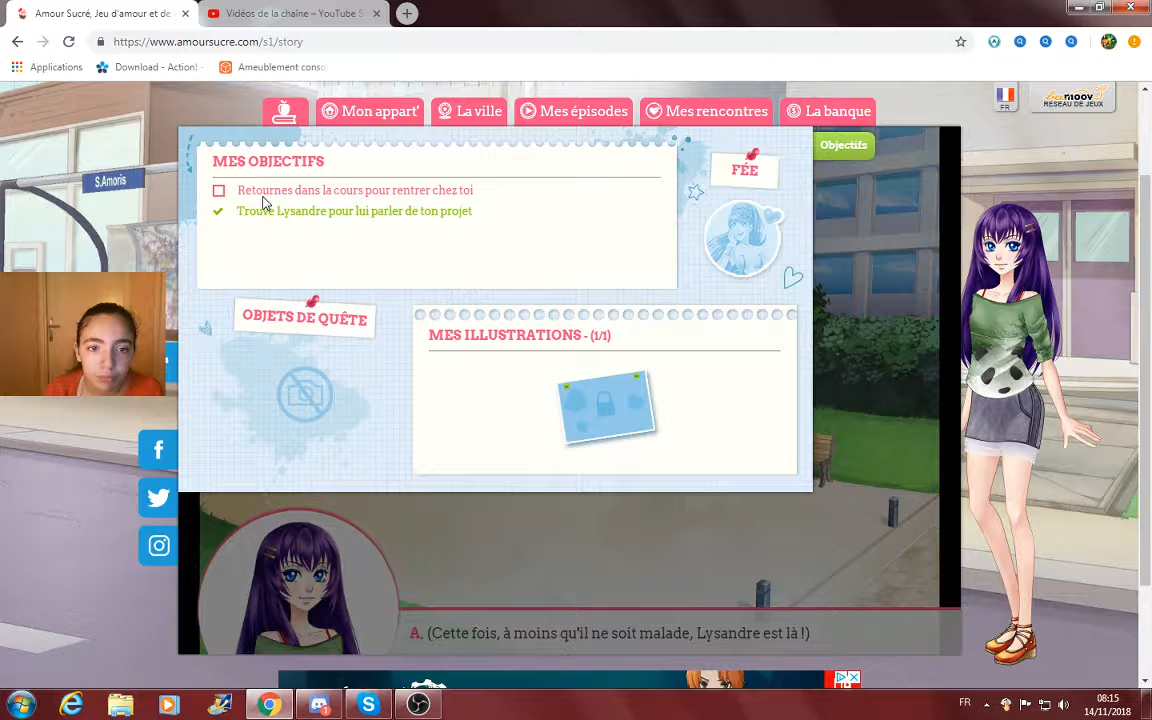 Amour Sucré, Jeu d'amour et de
Vidéos de la chaîne – YouTube S
https://www.amoursucre.com/s1/story
Applications
Download - Action!
Ameublement conso
Mon appart'
La ville
Mes épisodes
Mes rencontres
La banque
FR
RESEAU DE JEUX
S.Amoris
MES OBJECTIFS
Objectifs
FÉE
Retournes dans la cours pour rentrer chez toi
Trouve Lysandre pour lui parler de ton projet
OBJETS DE QUÊTE
MES ILLUSTRATIONS - (1/1)
A. (Cette fois, à moins qu'il ne soit malade, Lysandre est là !)
FR
08:15
14/11/2018